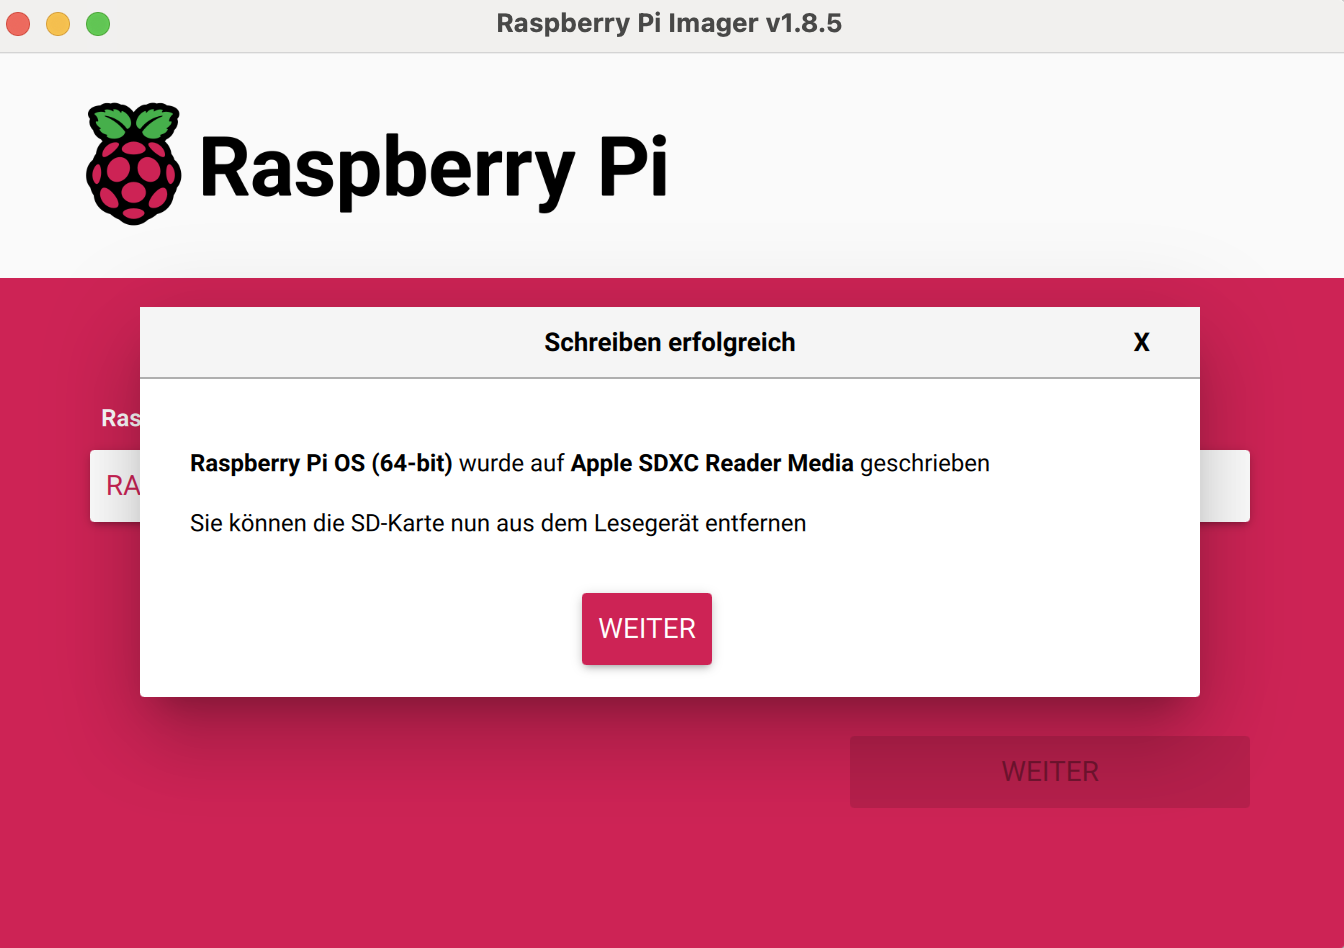 Raspberry Pi Imager v1.8.5
Raspberry Pi
Schreiben erfolgreich
X
Ras
RA
Raspberry Pi OS (64-bit) wurde auf Apple SDXC Reader Media geschrieben
Sie können die SD-Karte nun aus dem Lesegerät entfernen
WEITER
WEITER